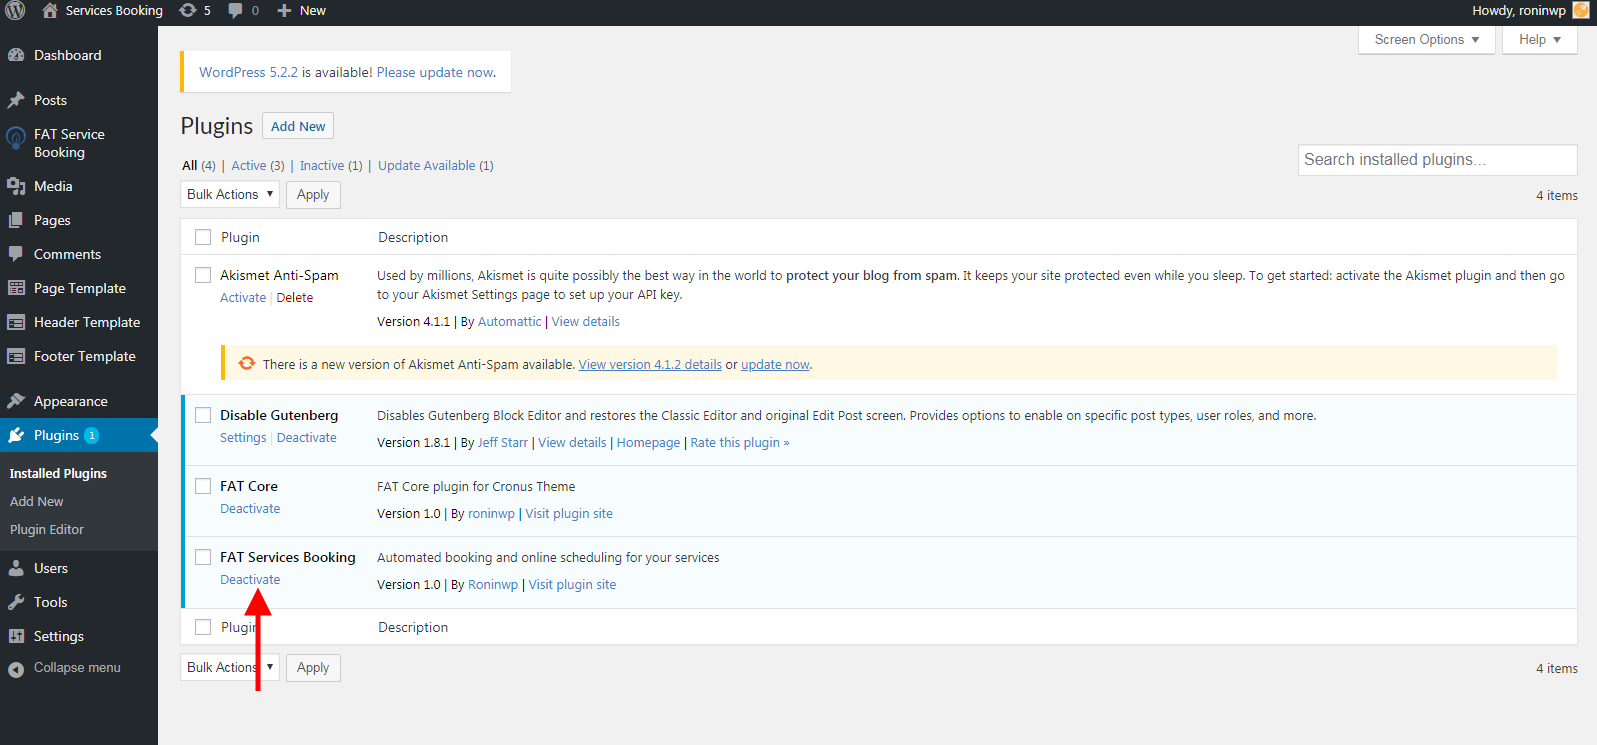 Services Booking 5 0 New Howdy, roninwp
Screen Options Help
Dashboard
Posts
FAT Service
Booking
Media
Pages
Comments
Page Template
Header Template
Footer Template
Appearance
Plugins 1
Installed Plugins
Add New
Plugin Editor
Users
Tools
Settings
Collapse menu
WordPress 5.2.2 is available! Please update now.
Plugins Add New
All (4) | Active (3) | Inactive (1) | Update Available (1)
Search installed plugins...
Bulk Actions Apply
4 items
Plugin Description
Akismet Anti-Spam
Activate | Delete
Used by millions, Akismet is quite possibly the best way in the world to protect your blog from spam. It keeps your site protected even while you sleep. To get started: activate the Akismet plugin and then go
to your Akismet Settings page to set up your API key.
Version 4.1.1 | By Automattic | View details
There is a new version of Akismet Anti-Spam available. View version 4.1.2 details or update now.
Disable Gutenberg
Settings | Deactivate
Disables Gutenberg Block Editor and restores the Classic Editor and original Edit Post screen. Provides options to enable on specific post types, user roles, and more.
Version 1.8.1 | By Jeff Starr | View details | Homepage | Rate this plugin »
FAT Core
Deactivate
FAT Core plugin for Cronus Theme
Version 1.0 | By roninwp | Visit plugin site
FAT Services Booking
Deactivate
Automated booking and online scheduling for your services
Version 1.0 | By Roninwp | Visit plugin site
Plugin Description
Bulk Actions Apply
4 items